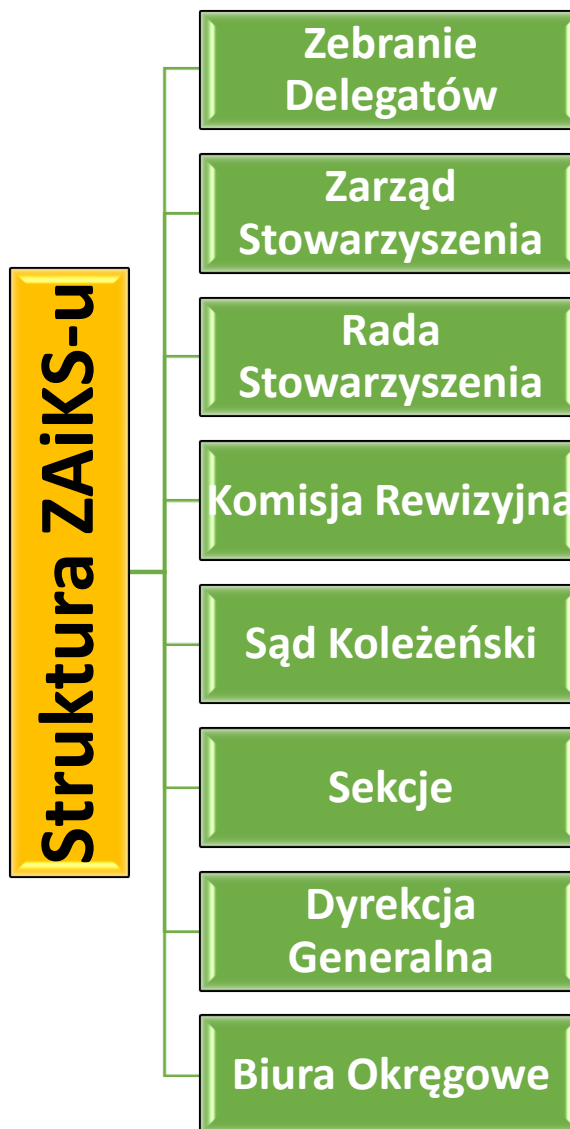 Struktura ZAiKS-u
Zebranie
Delegatów
Zarząd
Stowarzyszenia
Rada
Stowarzyszenia
Komisja Rewizyjna
Sąd Koleżeński
Sekcje
Dyrekcja
Generalna
Biura Okręgowe